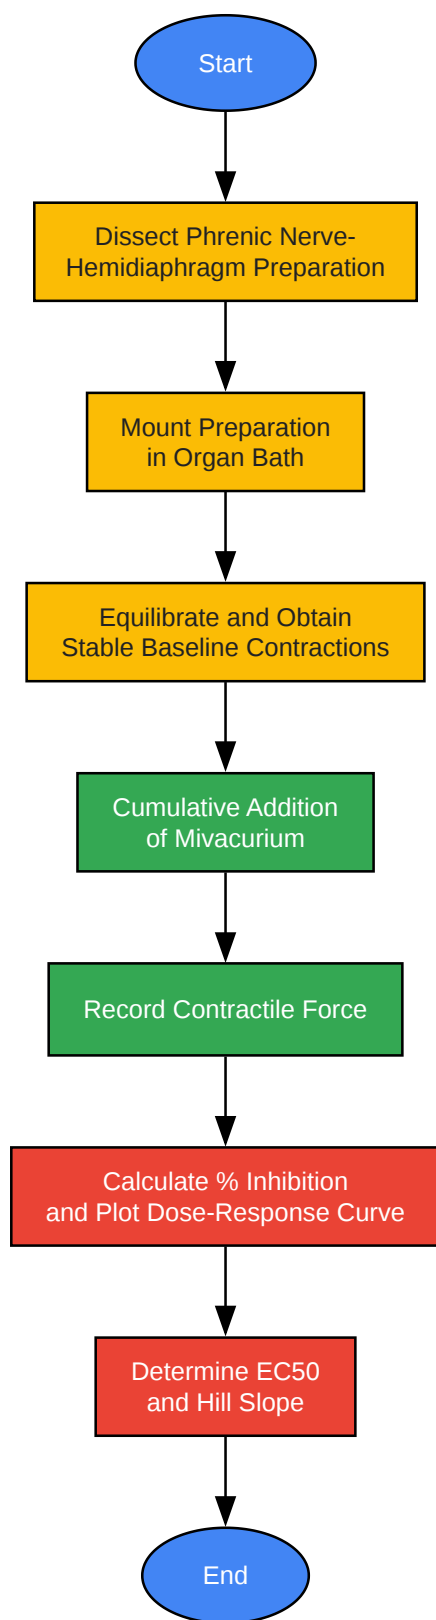 Start
Dissect Phrenic Nerve-
Hemidiaphragm Preparation
Mount Preparation
in Organ Bath
Equilibrate and Obtain
Stable Baseline Contractions
Cumulative Addition
of Mivacurium
Record Contractile Force
Calculate % Inhibition
and Plot Dose-Response Curve
Determine EC50
and Hill Slope
End